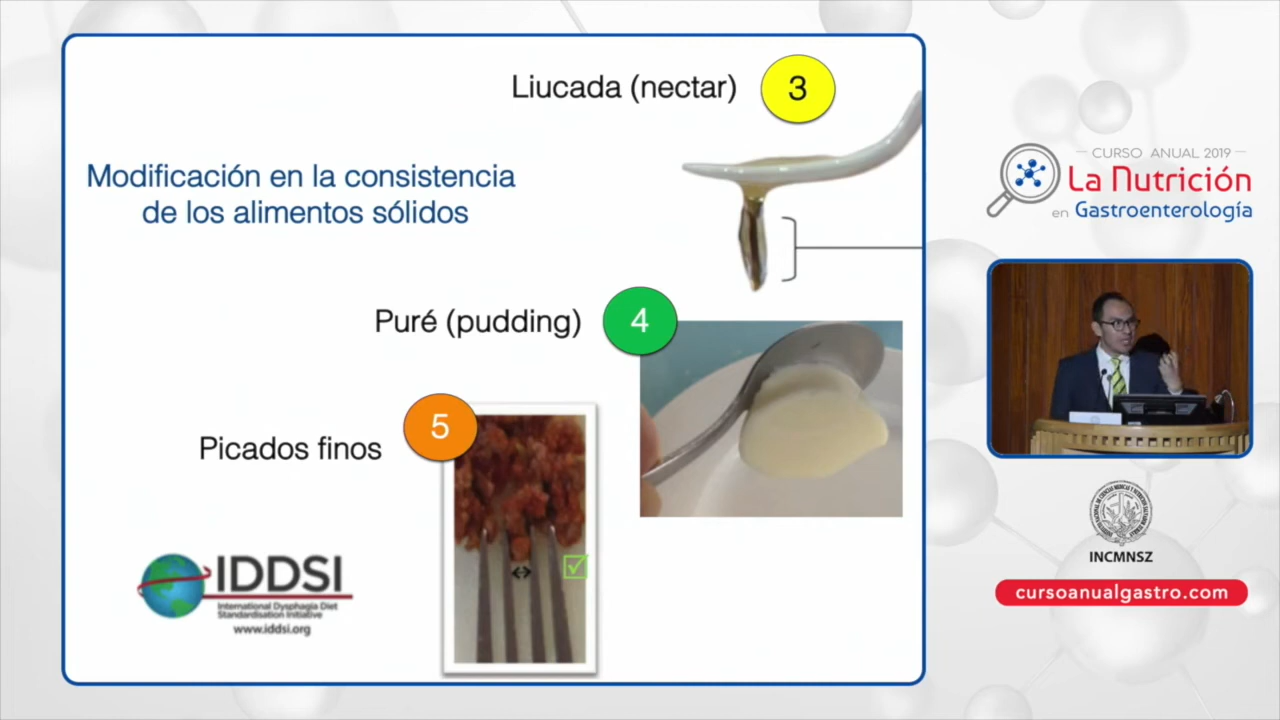 Liucada (nectar)
3
Modificación en la consistencia
de los alimentos sólidos
Puré (pudding)
4
5
Picados finos
IDDSI
International Dysphagia Diet
Standardisation Initiative
www.iddsi.org
CURSO ANUAL 2019
La Nutrición
en Gastroenterología
INCMNSZ
cursoanualgastro.com